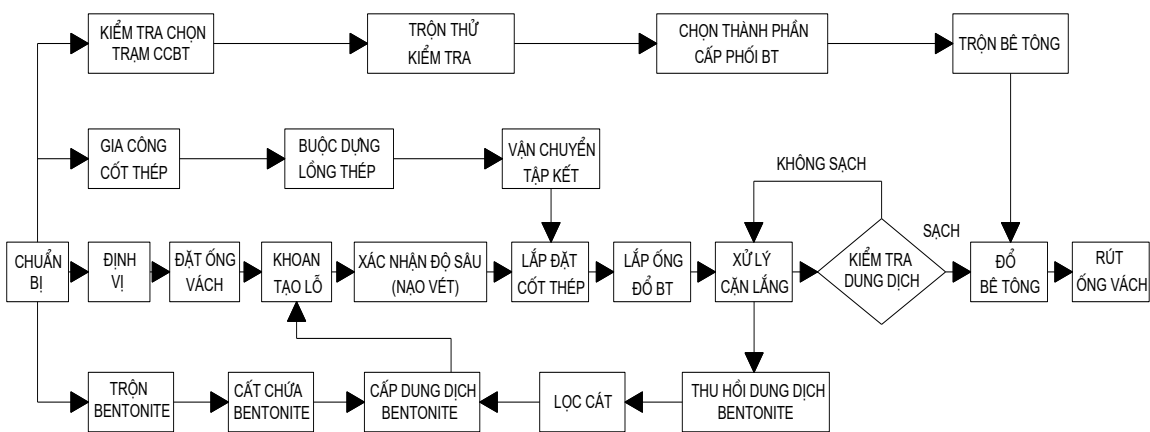 KIỂM TRA CHỌN
TRẠM CCBT
TRỘN THỬ
KIỂM TRA
CHỌN THÀNH PHẦN
CẤP PHỐI BT
TRỘN BÊ TÔNG
GIA CÔNG
CỐT THÉP
BUỘC DỰNG
LỒNG THÉP
VẬN CHUYỂN
TẬP KẾT
KHÔNG SẠCH
SẠCH
CHUẨN
BỊ
ĐỊNH
VỊ
ĐẶT ỐNG
VÁCH
KHOAN
TẠO LỖ
XÁC NHẬN ĐỘ SÂU
(NẠO VÉT)
LẮP ĐẶT
CỐT THÉP
LẮP ỐNG
ĐỔ BT
XỬ LÝ
CẶN LẮNG
KIỂM TRA
DUNG DỊCH
ĐỔ
BÊ TÔNG
RÚT
ỐNG VÁCH
TRỘN
BENTONITE
CẤT CHỨA
BENTONITE
CẤP DUNG DỊCH
BENTONITE
LỌC CÁT
THU HỒI DUNG DỊCH
BENTONITE